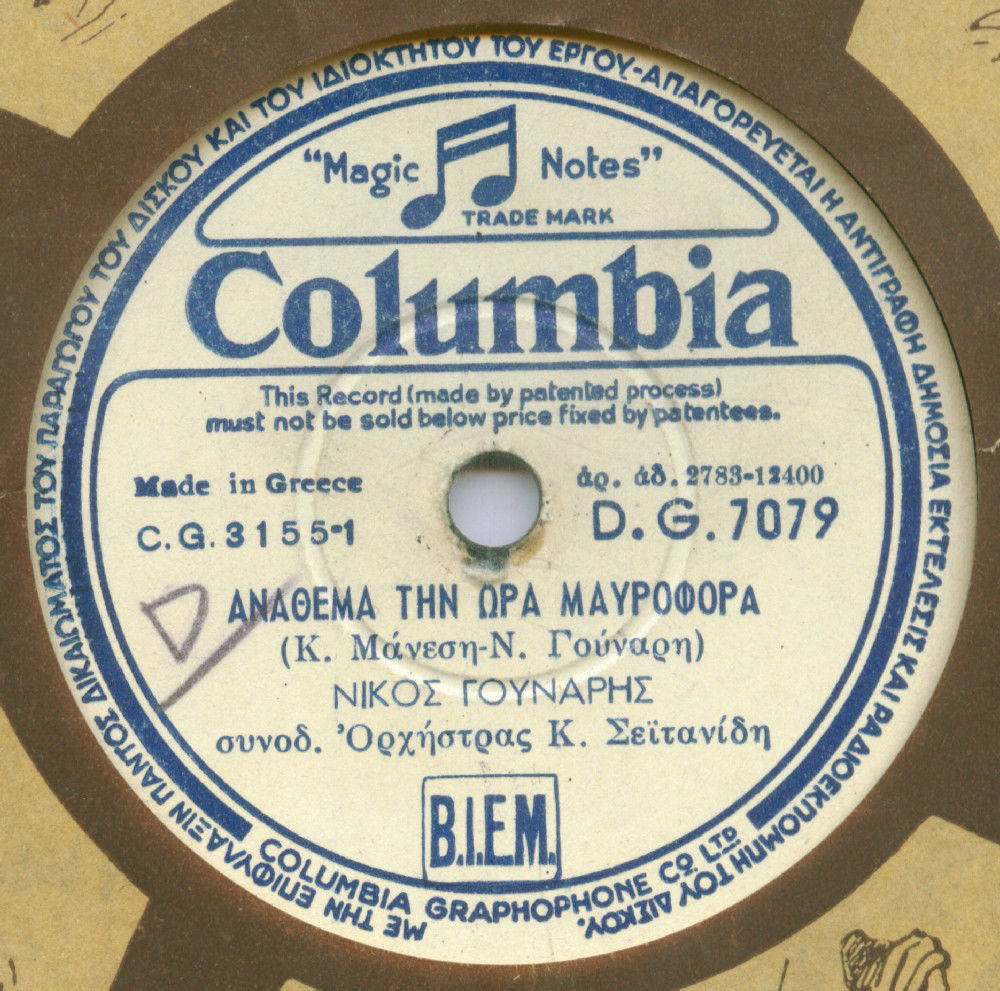 ΜΕ ΤΗΝ ΕΠΙΦΥΛΑΞΙΝ ΠΑΝΤΟΣ ΔΙΚΑΙΩΜΑΤΟΣ ΤΟΥ ΠΑΡΑΓΩΓΟΥ ΤΟΥ ΔΙΣΚΟΥ ΚΑΙ ΤΟΥ ΙΔΙΟΚΤΗΤΟΥ ΤΟΥ ΕΡΓΟΥ-ΑΠΑΓΟΡΕΥΕΤΑΙ Η ΑΝΤΙΓΡΑΦΗ ΔΗΜΟΣΙΑ ΕΚΤΕΛΕΣΙΣ ΚΑΙ ΡΑΔΙΟΕΚΠΟΜΠΗ ΤΟΥ ΔΙΣΚΟΥ.
"Magic Notes"
TRADE MARK
Columbia
This Record (made by patented process)
must not be sold below price fixed by patentees.
Made in Greece
ἀρ. ἀδ. 2783-12400
C.G. 3155-1
D.G. 7079
ΑΝΑΘΕΜΑ ΤΗΝ ΩΡΑ ΜΑΥΡΟΦΟΡΑ
(Κ. Μάνεση-Ν. Γούναρη)
ΝΙΚΟΣ ΓΟΥΝΑΡΗΣ
συνοδ. Ὀρχήστρας Κ. Σεϊτανίδη
B.I.E.M.
COLUMBIA GRAPHOPHONE CO. LTD